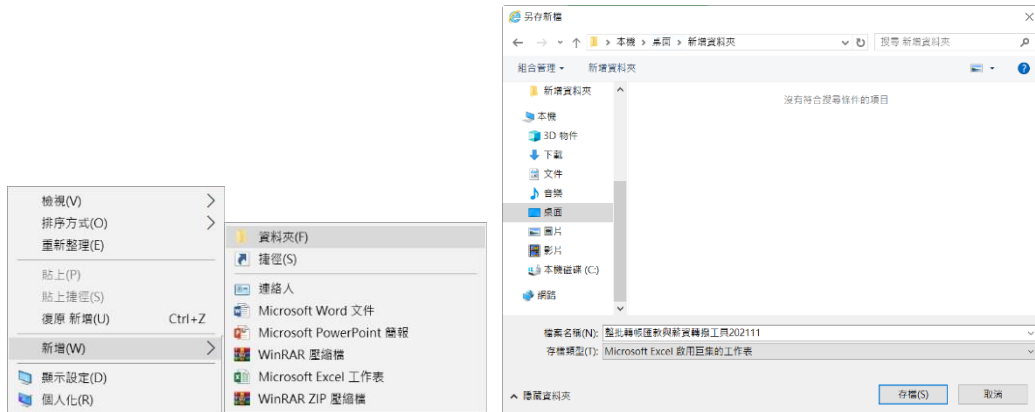 檢視(V)
排序方式(O)
重新整理(E)
貼上(P)
貼上捷徑(S)
復原 新增(U) Ctrl+Z
新增(W)
顯示設定(D)
個人化(R)
資料夾(F)
捷徑(S)
連絡人
Microsoft Word 文件
Microsoft PowerPoint 簡報
WinRAR 壓縮檔
Microsoft Excel 工作表
WinRAR ZIP 壓縮檔
另存新檔
本機 › 桌面 › 新增資料夾
搜尋 新增資料夾
組合管理 新增資料夾
新增資料夾
沒有符合搜尋條件的項目
本機
3D 物件
下載
文件
音樂
桌面
圖片
影片
本機磁碟 (C:)
網路
檔案名稱(N): 整批轉帳匯款與薪資轉撥工具202111
存檔類型(T): Microsoft Excel 啟用巨集的工作表
隱藏資料夾
存檔(S)
取消